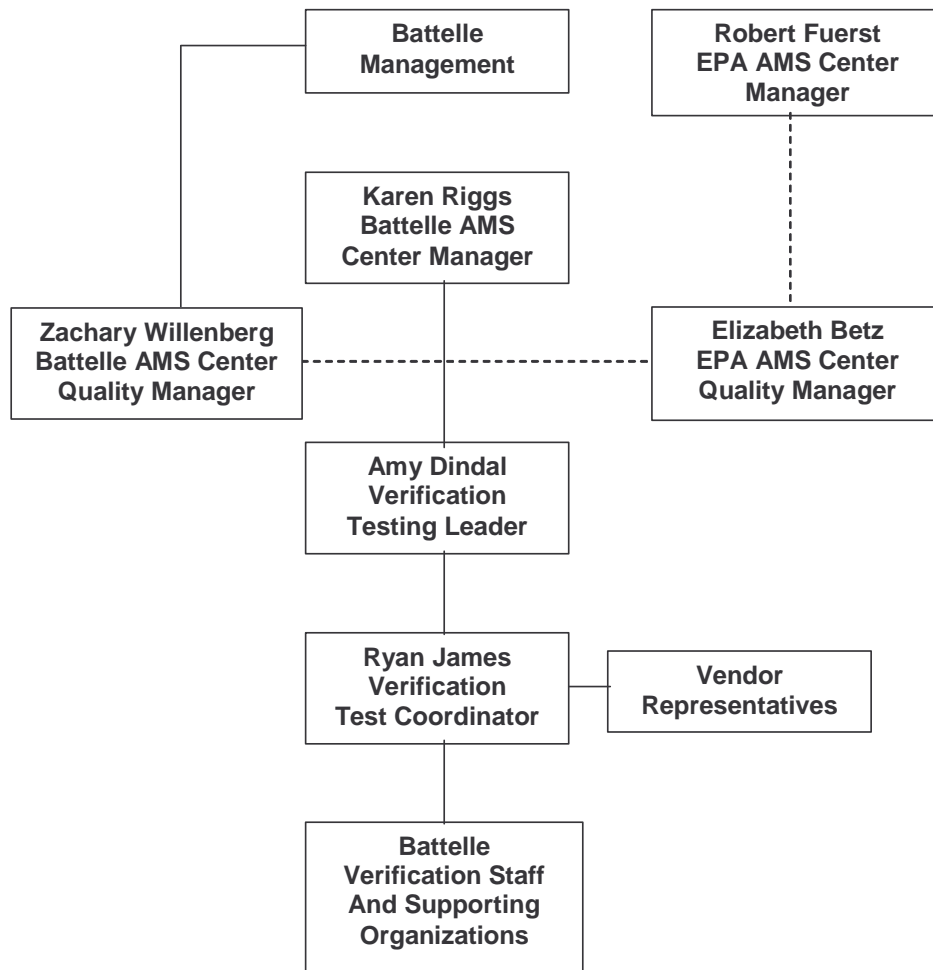 Battelle
Management
Robert Fuerst
EPA AMS Center
Manager
Karen Riggs
Battelle AMS
Center Manager
Zachary Willenberg
Battelle AMS Center
Quality Manager
Elizabeth Betz
EPA AMS Center
Quality Manager
Amy Dindal
Verification
Testing Leader
Ryan James
Verification
Test Coordinator
Vendor
Representatives
Battelle
Verification Staff
And Supporting
Organizations